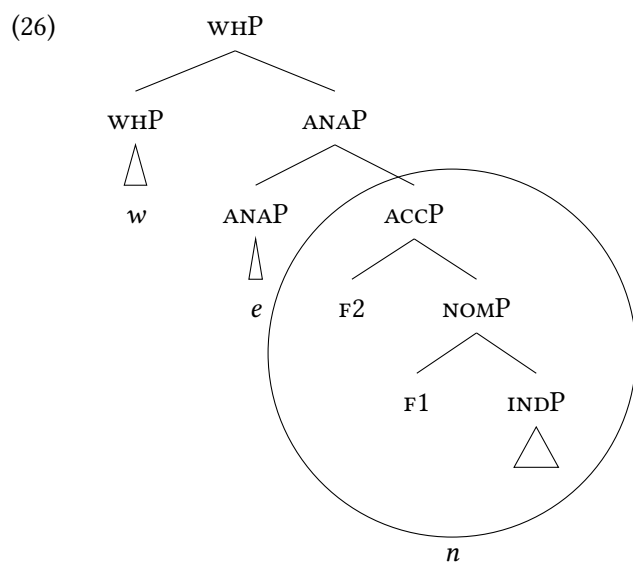 (26) WHP
WHP ANAP
w ANAP ACCP
e F2 NOMP
F1 INDP
n